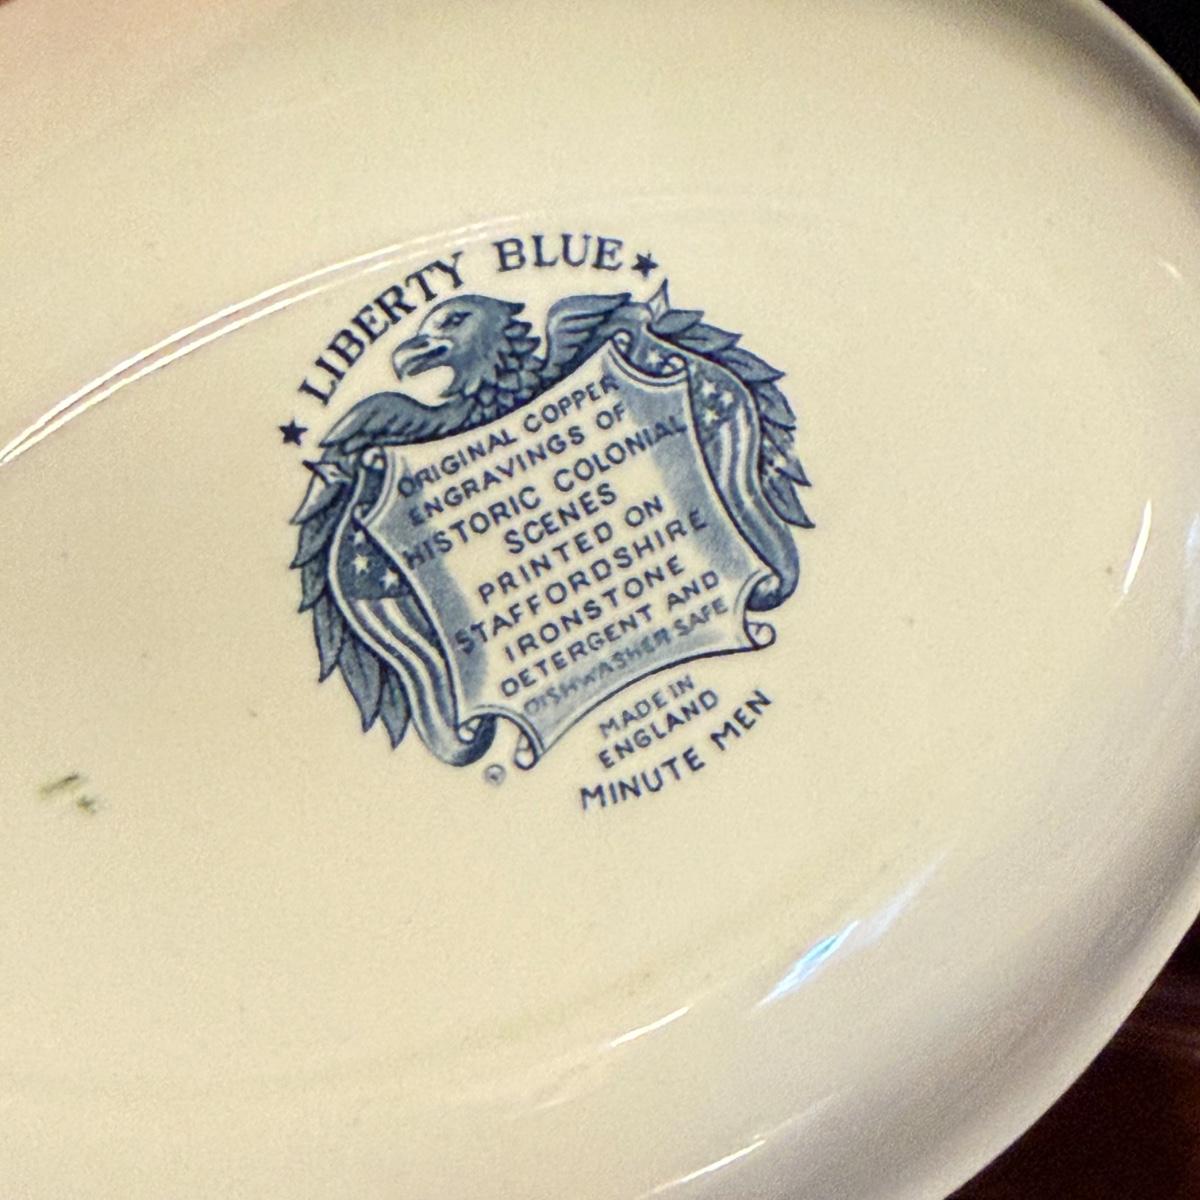 ★ LIBERTY BLUE ★
ORIGINAL COPPER
ENGRAVINGS OF
HISTORIC COLONIAL
SCENES
PRINTED ON
STAFFORDSHIRE
IRONSTONE
DETERGENT AND
DISHWASHER SAFE
MADE IN
ENGLAND
MINUTE MEN
®